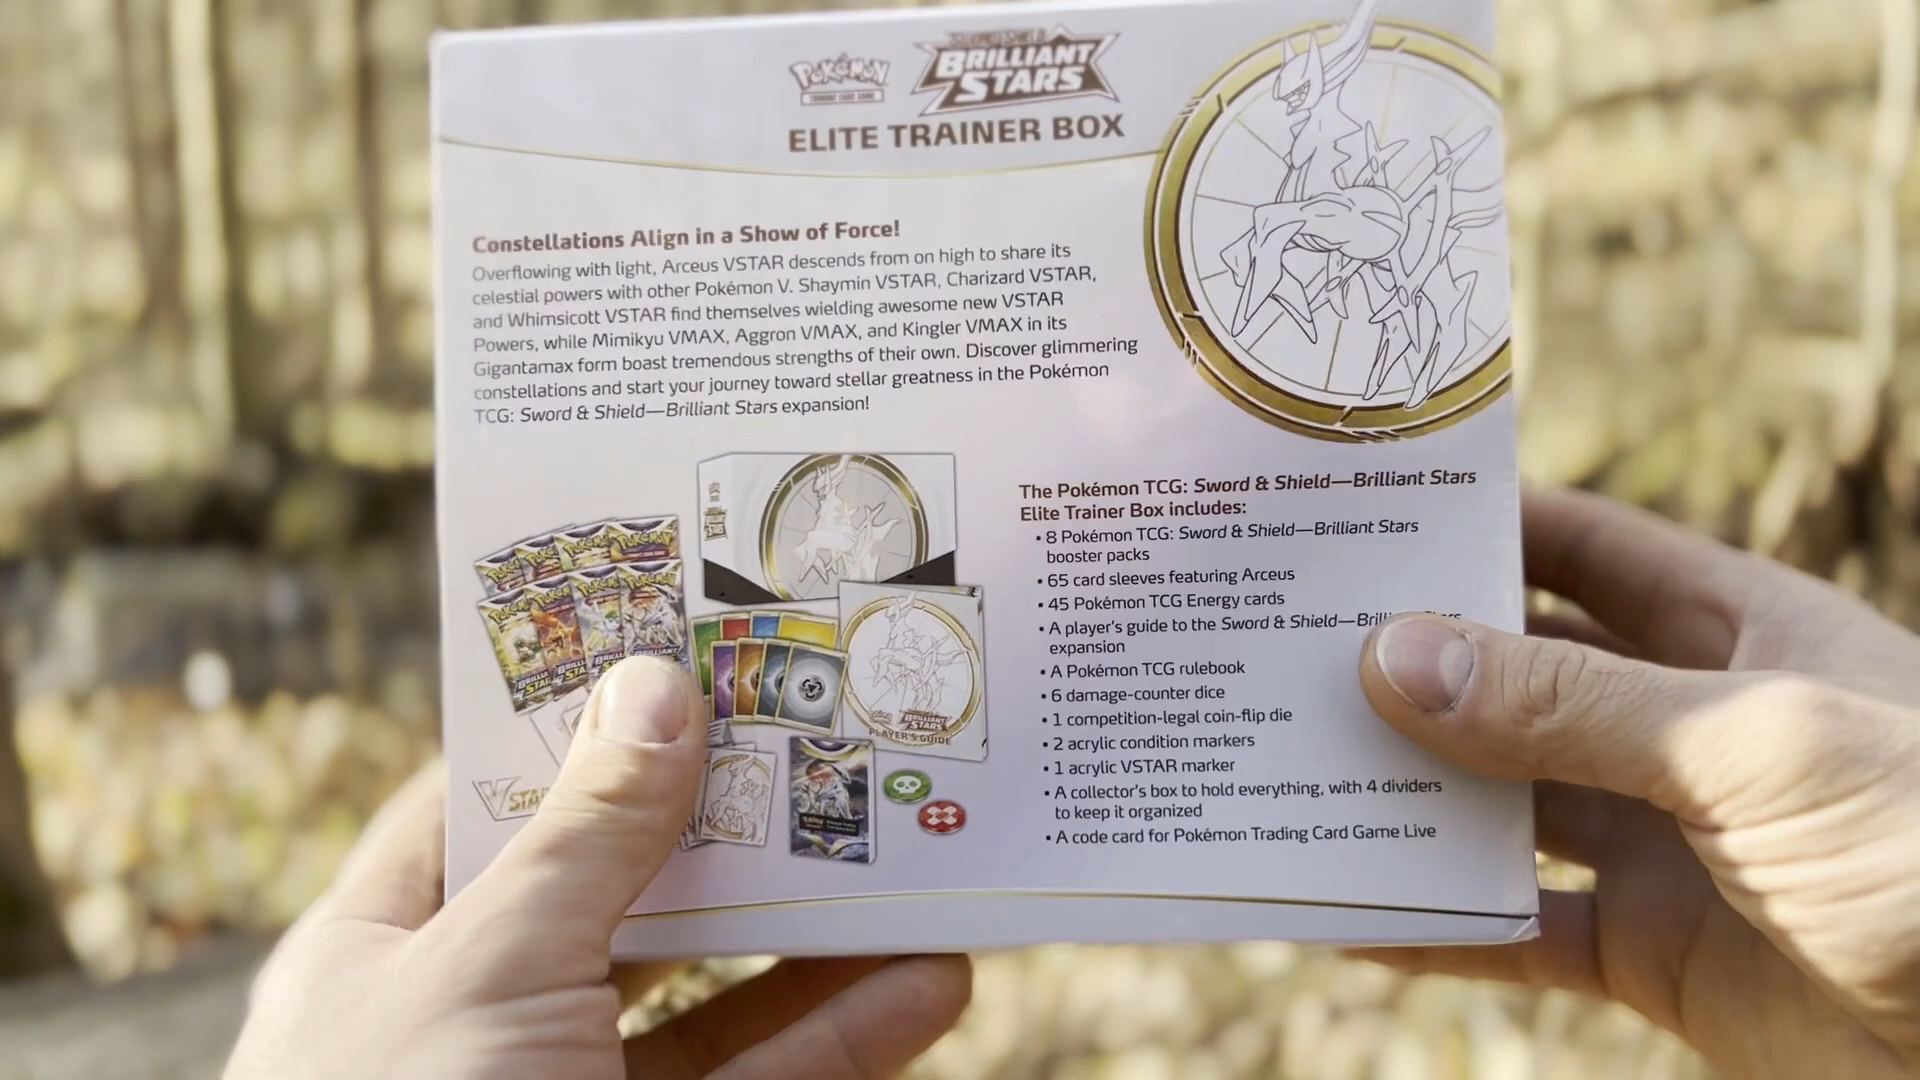 POKéMON
TRADING CARD GAME
SWORD & SHIELD
BRILLIANT
STARS
ELITE TRAINER BOX
Constellations Align in a Show of Force!
Overflowing with light, Arceus VSTAR descends from on high to share its
celestial powers with other Pokémon V. Shaymin VSTAR, Charizard VSTAR,
and Whimsicott VSTAR find themselves wielding awesome new VSTAR
Powers, while Mimikyu VMAX, Aggron VMAX, and Kingler VMAX in its
Gigantamax form boast tremendous strengths of their own. Discover glimmering
constellations and start your journey toward stellar greatness in the Pokémon
TCG: Sword & Shield—Brilliant Stars expansion!
The Pokémon TCG: Sword & Shield—Brilliant Stars
Elite Trainer Box includes:
• 8 Pokémon TCG: Sword & Shield—Brilliant Stars
booster packs
• 65 card sleeves featuring Arceus
• 45 Pokémon TCG Energy cards
• A player's guide to the Sword & Shield—Bril
expansion
• A Pokémon TCG rulebook
• 6 damage-counter dice
• 1 competition-legal coin-flip die
• 2 acrylic condition markers
• 1 acrylic VSTAR marker
• A collector's box to hold everything, with 4 dividers
to keep it organized
• A code card for Pokémon Trading Card Game Live
BRILLIANT
STARS
PLAYER'S GUIDE